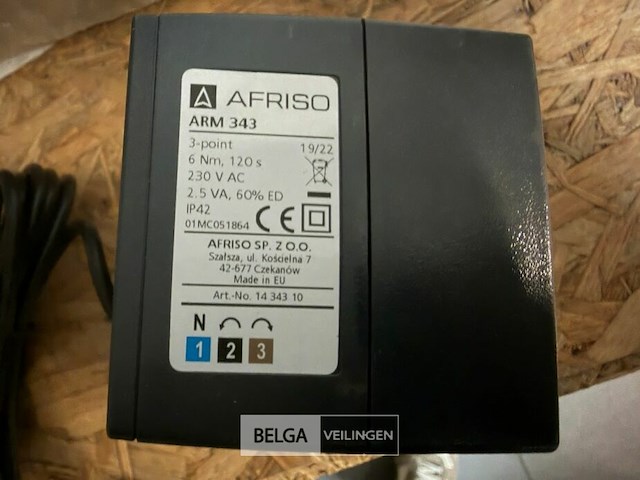 AFRISO
ARM 343
3-point 19/22
6 Nm, 120 s
230 V AC
2.5 VA, 60% ED
IP42
01MC051864 CE
AFRISO SP. Z O.O.
Szałsza, ul. Kościelna 7
42-677 Czekanów
Made in EU
Art.-No. 14 343 10
N
1 2 3
BELGA VEILINGEN